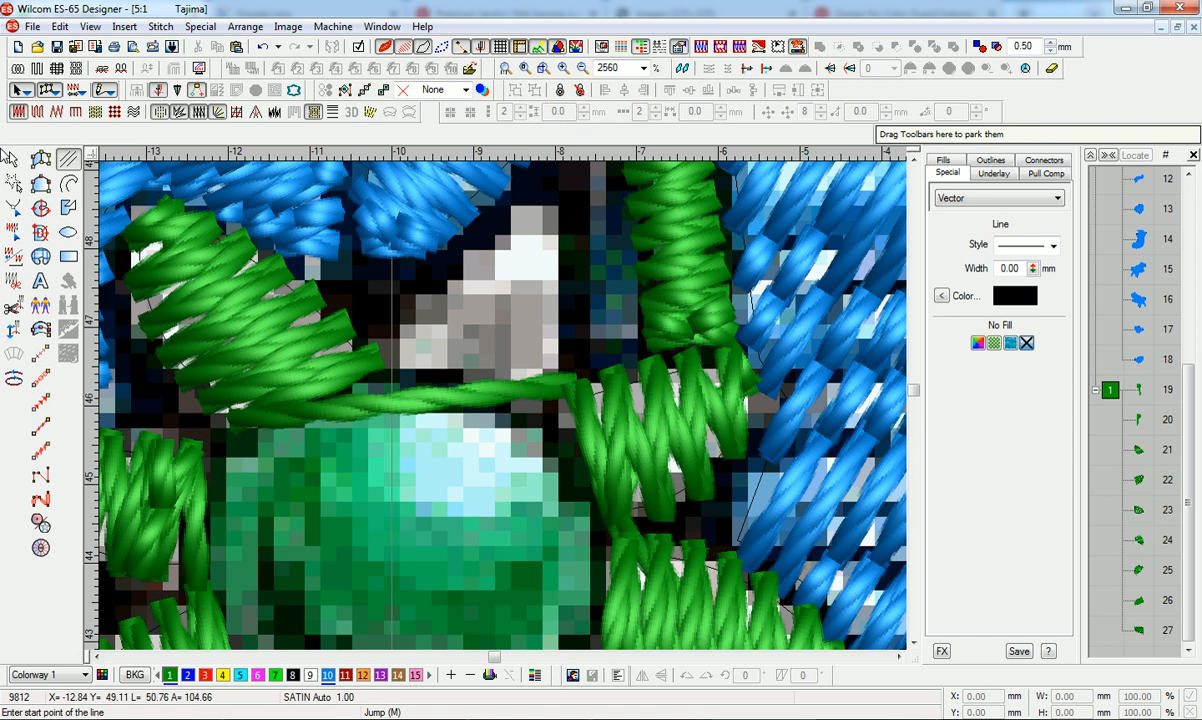 Wilcom ES-65 Designer - [5:1 Tajima]
File Edit View Insert Stitch Special Arrange Image Machine Window Help
0.50 mm
2560 % 0
None
2 0.0 mm 2 0.0 mm 8 0.0 mm 0 °
Drag Toolbars here to park them
-13 -12 -11 -10 -9 -8 -7 -6 -5 -4
48
47
46
45
44
43
Fills Outlines Connectors
Special Underlay Pull Comp
Vector
Line
Style
Width 0.00 mm
< Color...
No Fill
FX Save ?
Locate #
12
13
14
15
16
17
18
1 19
20
21
22
23
24
25
26
27
Colorway 1 BKG 1 2 3 4 5 6 7 8 9 10 11 12 13 14 15 0 0
9812 X= -12.84 Y= 49.11 L= 50.76 A= 104.66 SATIN Auto 1.00
Enter start point of the line Jump (M)
X: 0.00 mm W: 0.00 mm 100.00 %
Y: 0.00 mm H: 0.00 mm 100.00 %